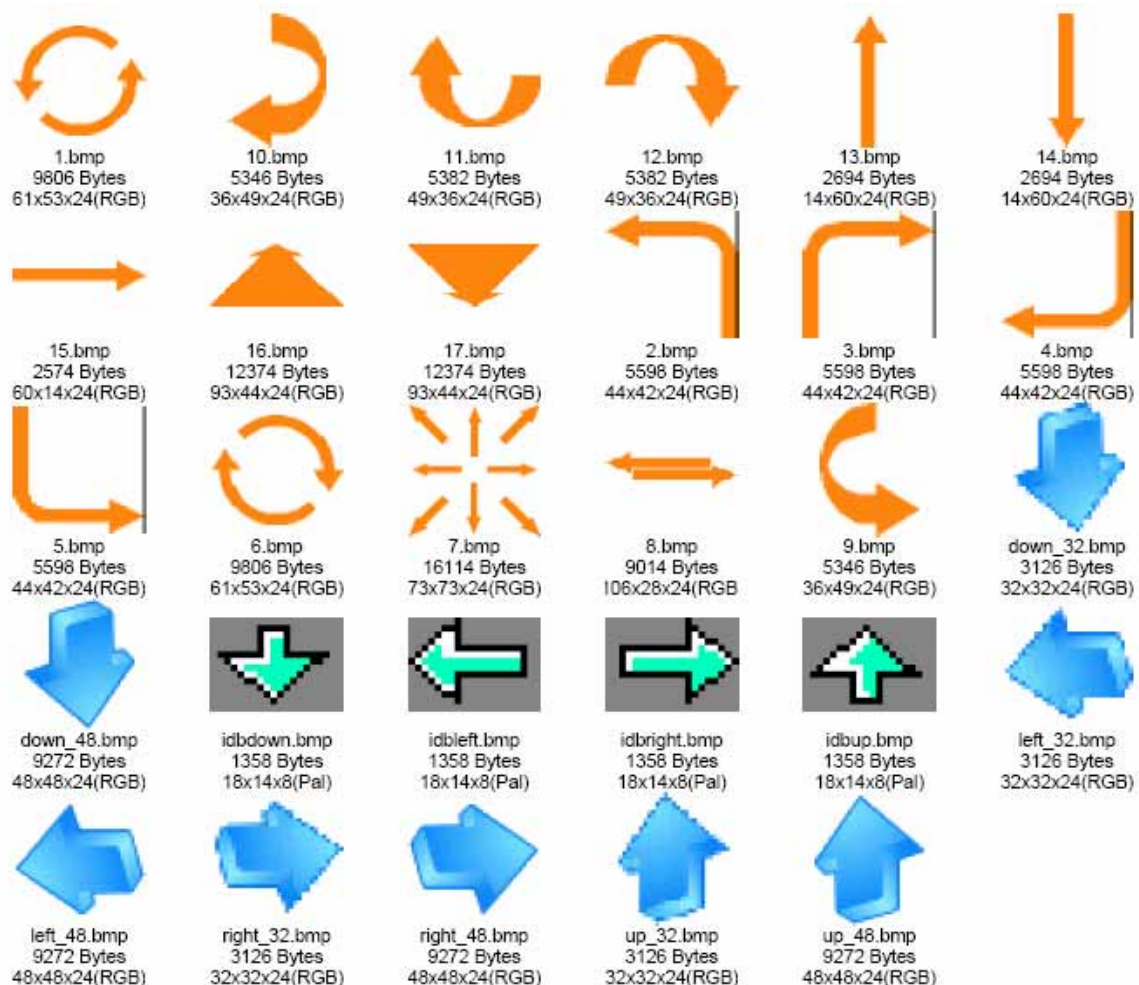 1.bmp 10.bmp 11.bmp 12.bmp 13.bmp 14.bmp
9806 Bytes 5346 Bytes 5382 Bytes 5382 Bytes 2694 Bytes 2694 Bytes
61x53x24(RGB) 36x49x24(RGB) 49x36x24(RGB) 49x36x24(RGB) 14x60x24(RGB) 14x60x24(RGB)
15.bmp 16.bmp 17.bmp 2.bmp 3.bmp 4.bmp
2574 Bytes 12374 Bytes 12374 Bytes 5598 Bytes 5598 Bytes 5598 Bytes
60x14x24(RGB) 93x44x24(RGB) 93x44x24(RGB) 44x42x24(RGB) 44x42x24(RGB) 44x42x24(RGB)
5.bmp 6.bmp 7.bmp 8.bmp 9.bmp down_32.bmp
5598 Bytes 9806 Bytes 16114 Bytes 9014 Bytes 5346 Bytes 3126 Bytes
44x42x24(RGB) 61x53x24(RGB) 73x73x24(RGB) 106x28x24(RGB 36x49x24(RGB) 32x32x24(RGB)
down_48.bmp idbdown.bmp idbleft.bmp idbright.bmp idbup.bmp left_32.bmp
9272 Bytes 1358 Bytes 1358 Bytes 1358 Bytes 1358 Bytes 3126 Bytes
48x48x24(RGB) 18x14x8(Pal) 18x14x8(Pal) 18x14x8(Pal) 18x14x8(Pal) 32x32x24(RGB)
left_48.bmp right_32.bmp right_48.bmp up_32.bmp up_48.bmp
9272 Bytes 3126 Bytes 9272 Bytes 3126 Bytes 9272 Bytes
48x48x24(RGB) 32x32x24(RGB) 48x48x24(RGB) 32x32x24(RGB) 48x48x24(RGB)